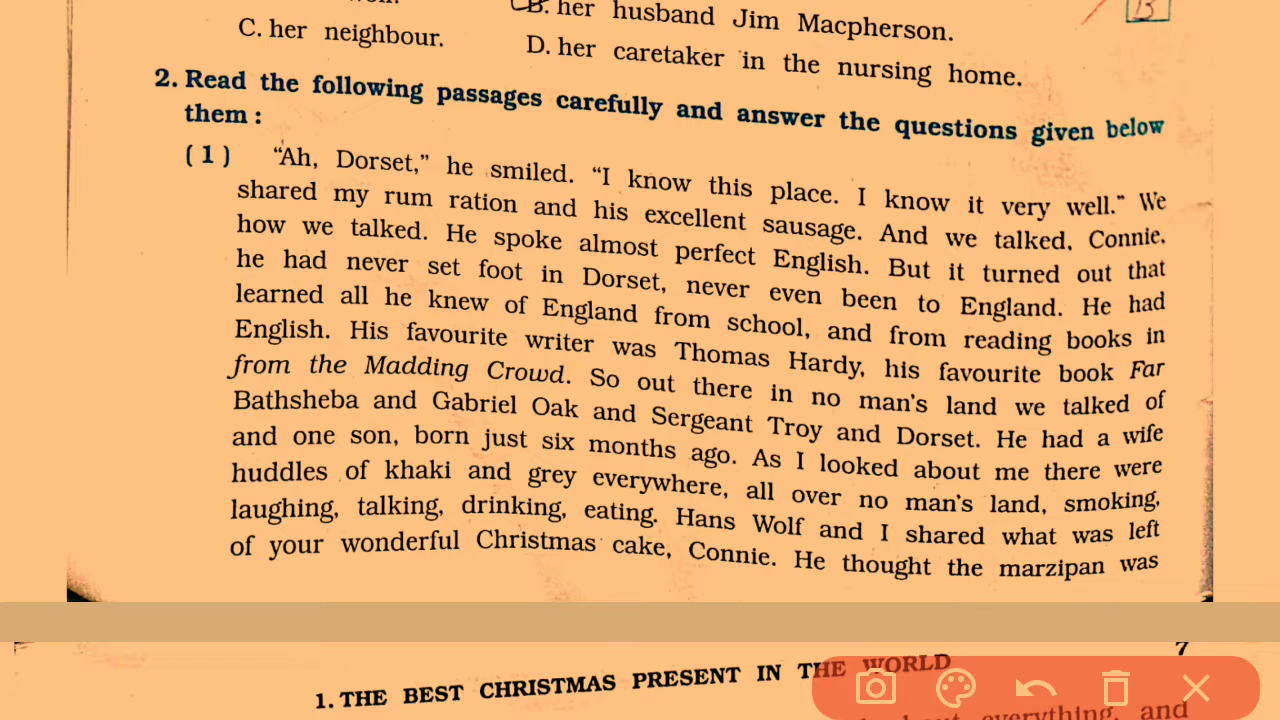 B. her husband Jim Macpherson.
B
C. her neighbour. D. her caretaker in the nursing home.
2. Read the following passages carefully and answer the questions given below
them :
(1) “Ah, Dorset,” he smiled. “I know this place. I know it very well.” We
shared my rum ration and his excellent sausage. And we talked, Connie,
how we talked. He spoke almost perfect English. But it turned out that
he had never set foot in Dorset, never even been to England. He had
learned all he knew of England from school, and from reading books in
English. His favourite writer was Thomas Hardy, his favourite book Far
from the Madding Crowd. So out there in no man's land we talked of
Bathsheba and Gabriel Oak and Sergeant Troy and Dorset. He had a wife
and one son, born just six months ago. As I looked about me there were
huddles of khaki and grey everywhere, all over no man's land, smoking,
laughing, talking, drinking, eating. Hans Wolf and I shared what was left
of your wonderful Christmas cake, Connie. He thought the marzipan was
7
1. THE BEST CHRISTMAS PRESENT IN THE WORLD
everything, and